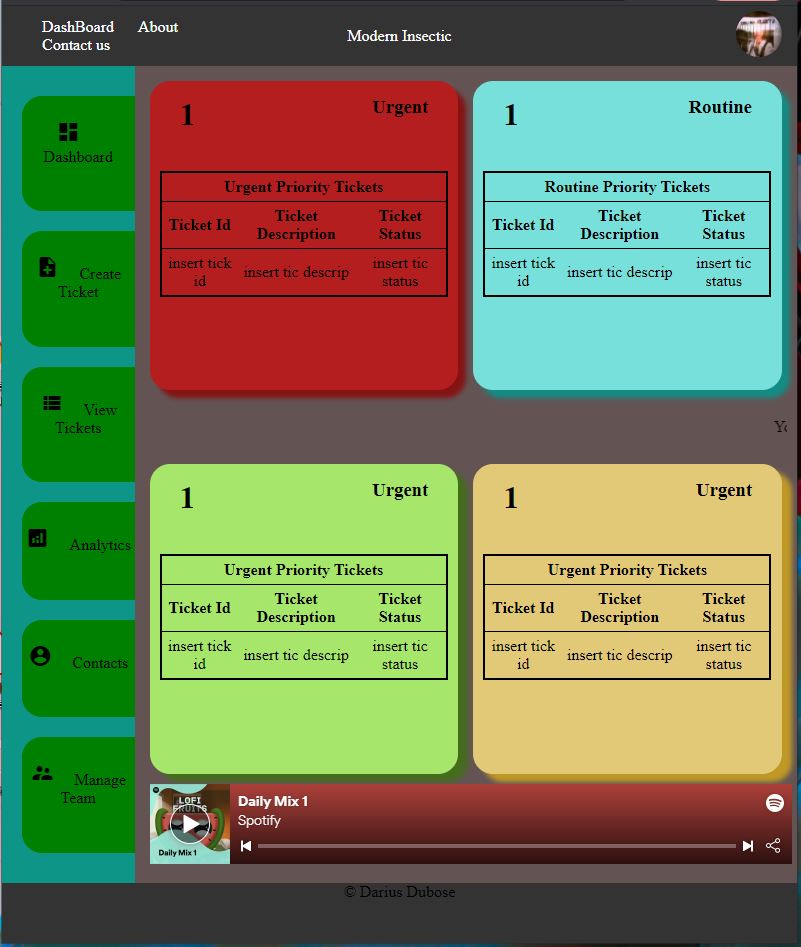 DashBoard About
Contact us
Modern Insectic
Dashboard
Create
Ticket
View
Tickets
Analytics
Contacts
Manage
Team
1 Urgent
Urgent Priority Tickets
Ticket Id Ticket Description Ticket Status
insert tick id insert tic descrip insert tic status
1 Routine
Routine Priority Tickets
Ticket Id Ticket Description Ticket Status
insert tick id insert tic descrip insert tic status
1 Urgent
Urgent Priority Tickets
Ticket Id Ticket Description Ticket Status
insert tick id insert tic descrip insert tic status
1 Urgent
Urgent Priority Tickets
Ticket Id Ticket Description Ticket Status
insert tick id insert tic descrip insert tic status
LOFI
FRUITS
Daily Mix 1
Daily Mix 1
Spotify
© Darius Dubose